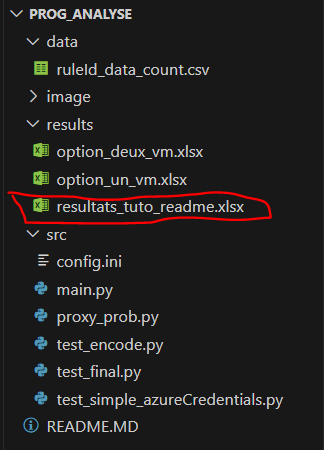 PROG_ANALYSE
data
ruleId_data_count.csv
image
results
option_deux_vm.xlsx
option_un_vm.xlsx
resultats_tuto_readme.xlsx
src
config.ini
main.py
proxy_prob.py
test_encode.py
test_final.py
test_simple_azureCredentials.py
README.MD